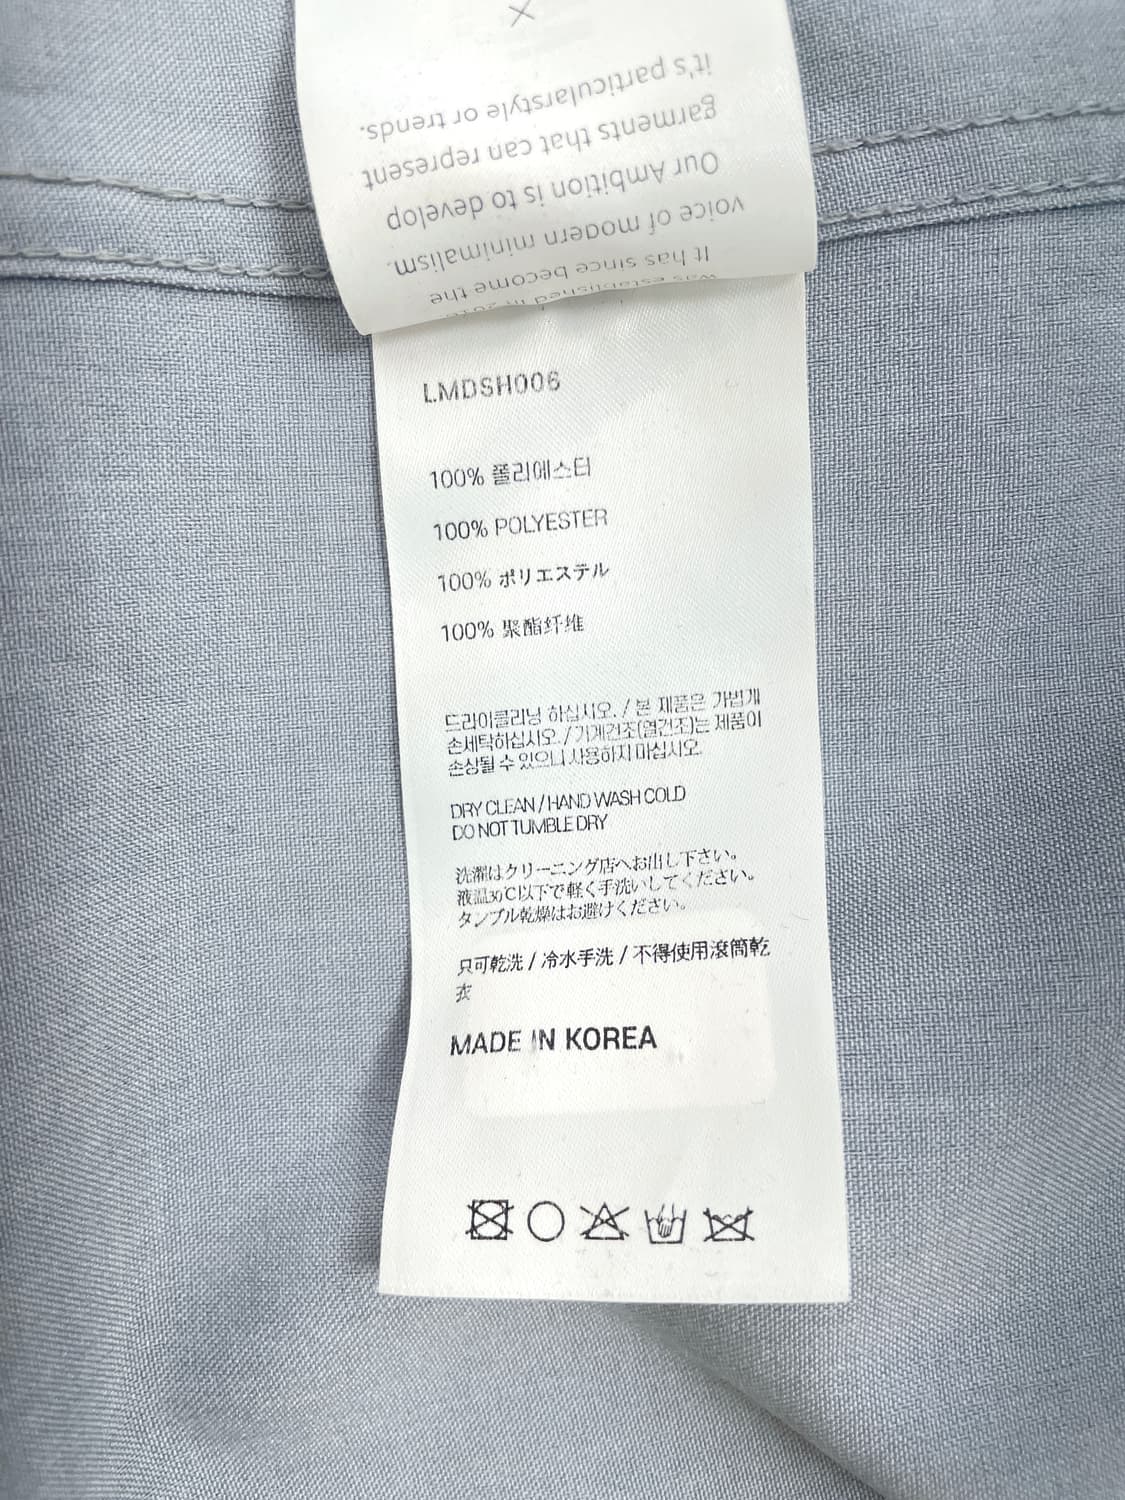 It has since become the
voice of modern minimalism.
Our Ambition is to develop
garments that can represent
it's particularstyle or trends.
LMDSH006
100% 폴리에스터
100% POLYESTER
100% ポリエステル
100% 聚酯纤维
드라이클리닝 하십시오. / 본 제품은 가볍게
손세탁하십시오. / 기계건조(열건조)는 제품이
손상될 수 있으니 사용하지 마십시오.
DRY CLEAN / HAND WASH COLD
DO NOT TUMBLE DRY
洗濯はクリーニング店へお出し下さい。
液温30℃以下で軽く手洗いしてください。
タンブル乾燥はお避けください。
只可乾洗 / 冷水手洗 / 不得使用滾筒乾
衣
MADE IN KOREA